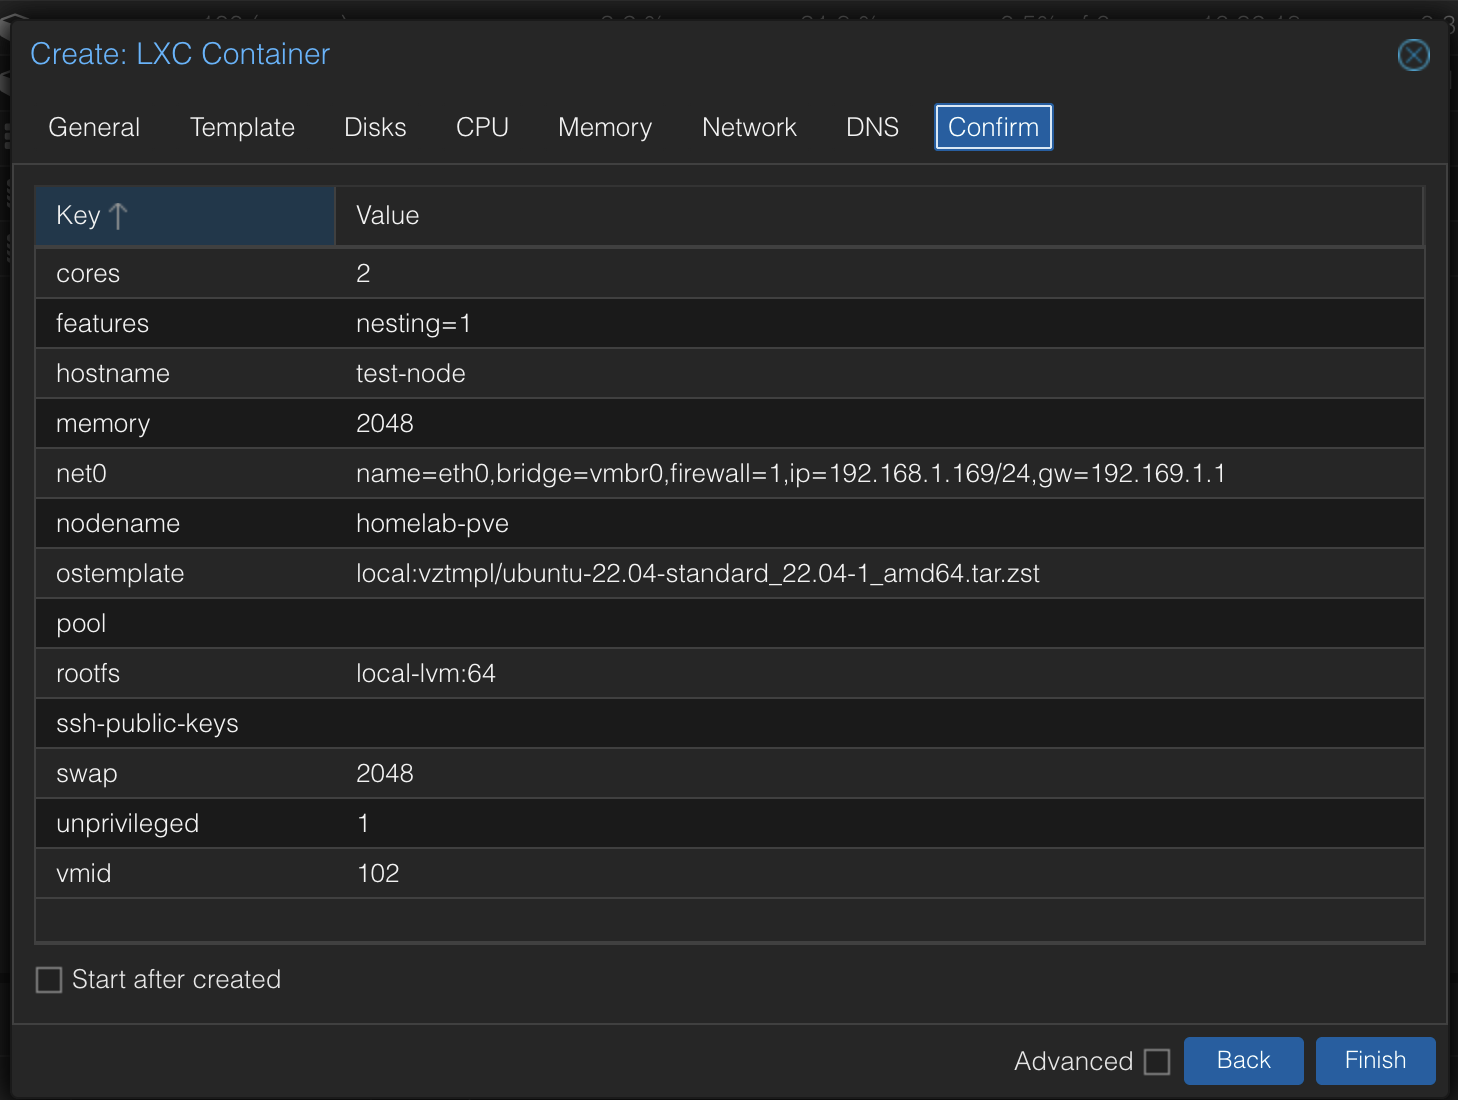 Create: LXC Container
General Template Disks CPU Memory Network DNS Confirm
Key ↑ Value
cores 2
features nesting=1
hostname test-node
memory 2048
net0 name=eth0,bridge=vmbr0,firewall=1,ip=192.168.1.169/24,gw=192.169.1.1
nodename homelab-pve
ostemplate local:vztmpl/ubuntu-22.04-standard_22.04-1_amd64.tar.zst
pool
rootfs local-lvm:64
ssh-public-keys
swap 2048
unprivileged 1
vmid 102
Start after created
Advanced Back Finish